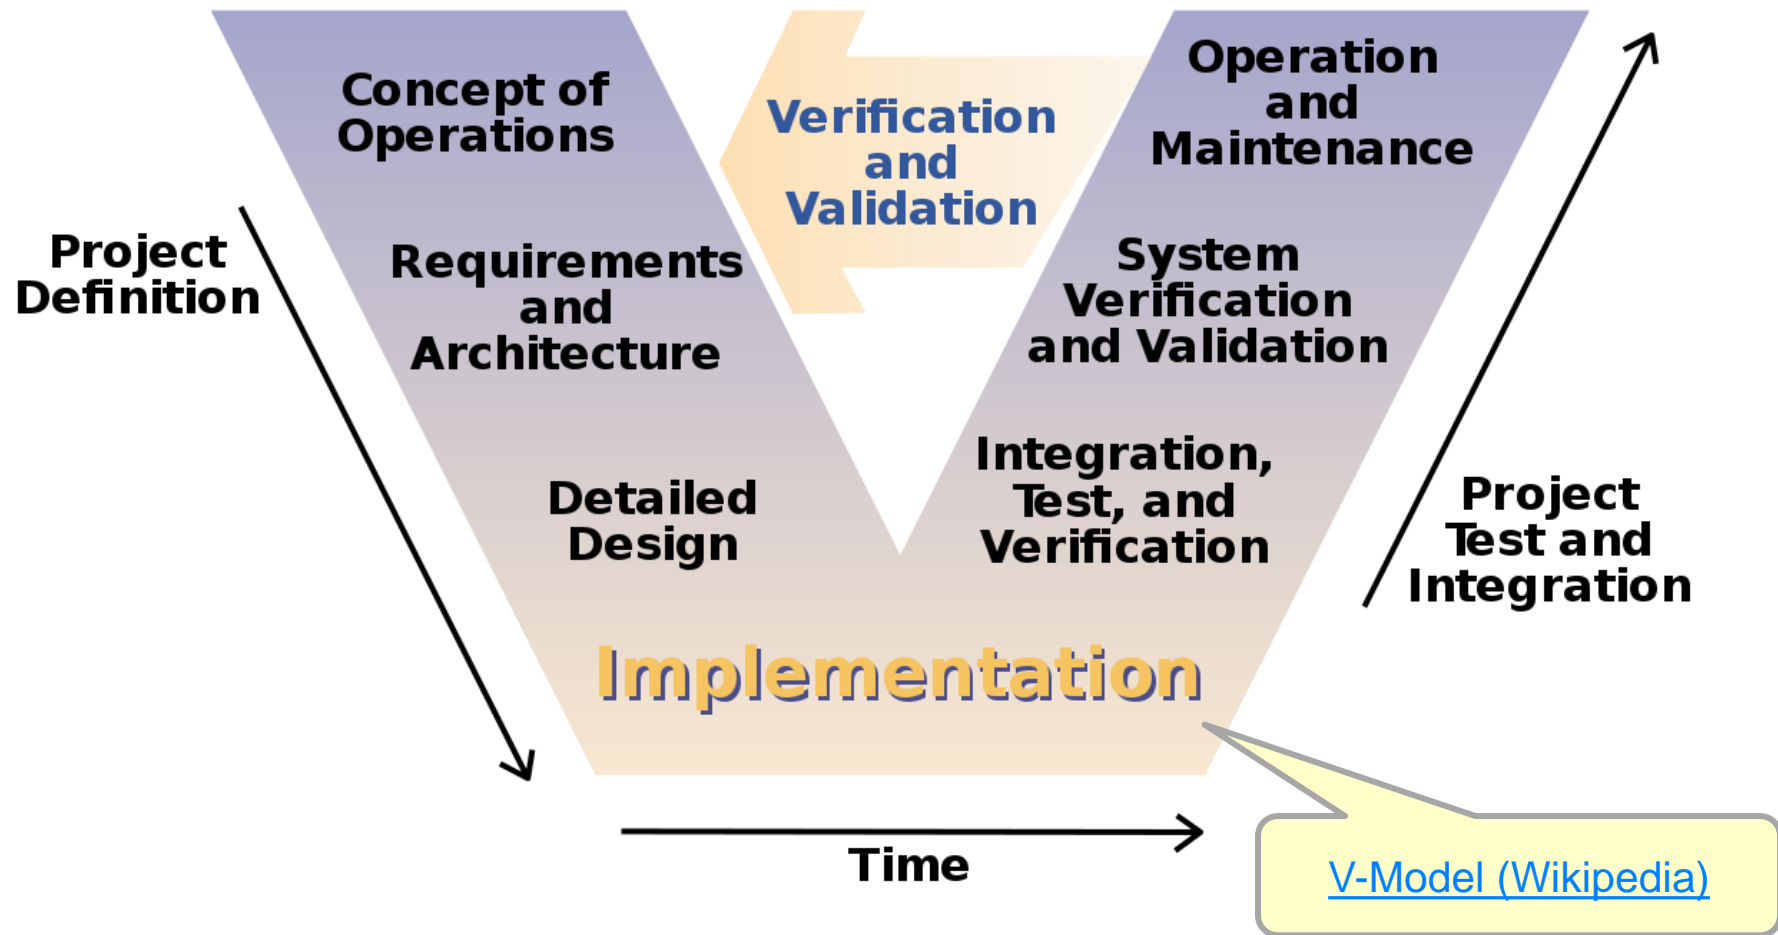 Concept of
Operations
Verification
and
Validation
Operation
and
Maintenance
Project
Definition
Requirements
and
Architecture
System
Verification
and Validation
Detailed
Design
Integration,
Test, and
Verification
Project
Test and
Integration
Implementation
Time
V-Model (Wikipedia)